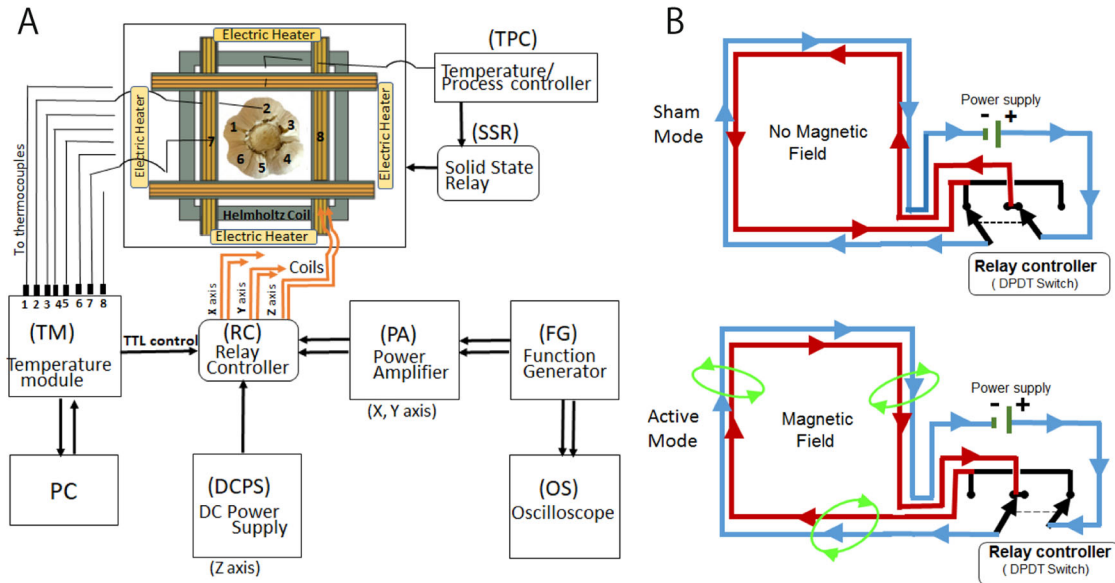 A
Electric Heater
Electric Heater
Electric Heater
Electric Heater
1
2
3
4
5
6
7
8
Helmholtz Coil
(TPC)
Temperature/
Process controller
(SSR)
Solid State
Relay
To thermocouples
Coils
X axis
Y axis
Z axis
1 2 3 4 5 6 7 8
(TM)
Temperature
module
TTL control
(RC)
Relay
Controller
(PA)
Power
Amplifier
(X, Y axis)
(FG)
Function
Generator
PC
(DCPS)
DC Power
Supply
(Z axis)
(OS)
Oscilloscope
B
Sham
Mode
No Magnetic
Field
Power supply
- +
Relay controller
( DPDT Switch)
Active
Mode
Magnetic
Field
Power supply
- +
Relay controller
( DPDT Switch)